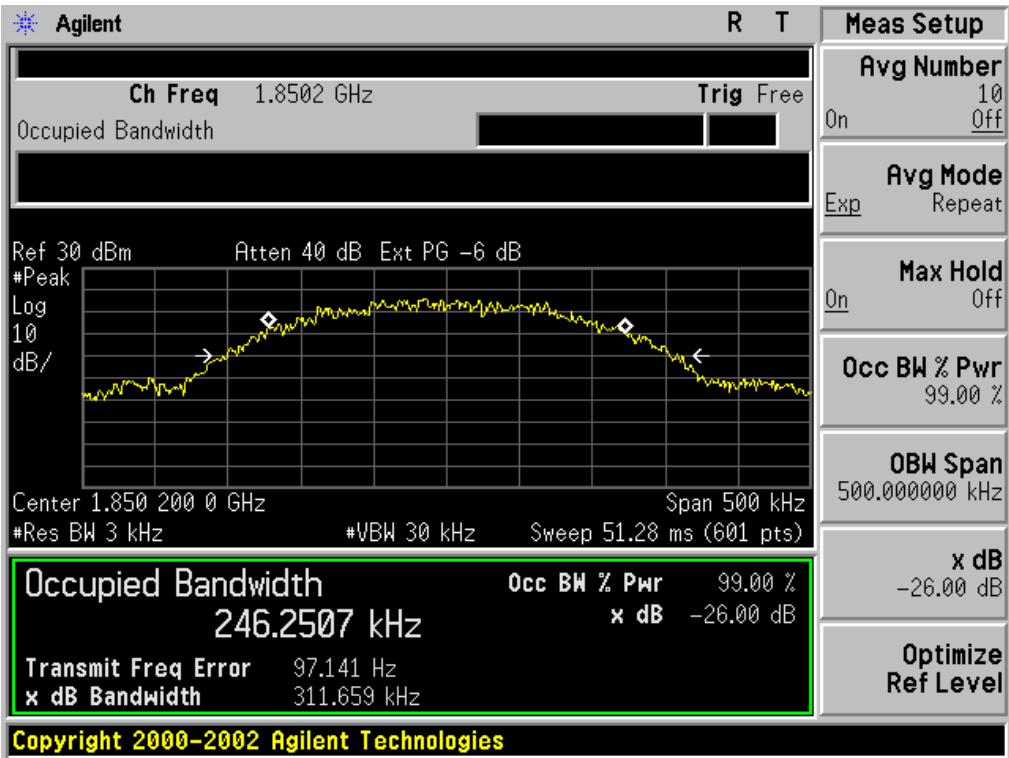 Agilent R T
Ch Freq 1.8502 GHz Trig Free
Occupied Bandwidth
Ref 30 dBm Atten 40 dB Ext PG −6 dB
#Peak
Log
10
dB/
Center 1.850 200 0 GHz Span 500 kHz
#Res BW 3 kHz #VBW 30 kHz Sweep 51.28 ms (601 pts)
Occupied Bandwidth Occ BW % Pwr 99.00 %
246.2507 kHz x dB −26.00 dB
Transmit Freq Error 97.141 Hz
x dB Bandwidth 311.659 kHz
Copyright 2000−2002 Agilent Technologies
Meas Setup
Avg Number
10
On Off
Avg Mode
Exp Repeat
Max Hold
On Off
Occ BW % Pwr
99.00 %
OBW Span
500.000000 kHz
x dB
−26.00 dB
Optimize
Ref Level